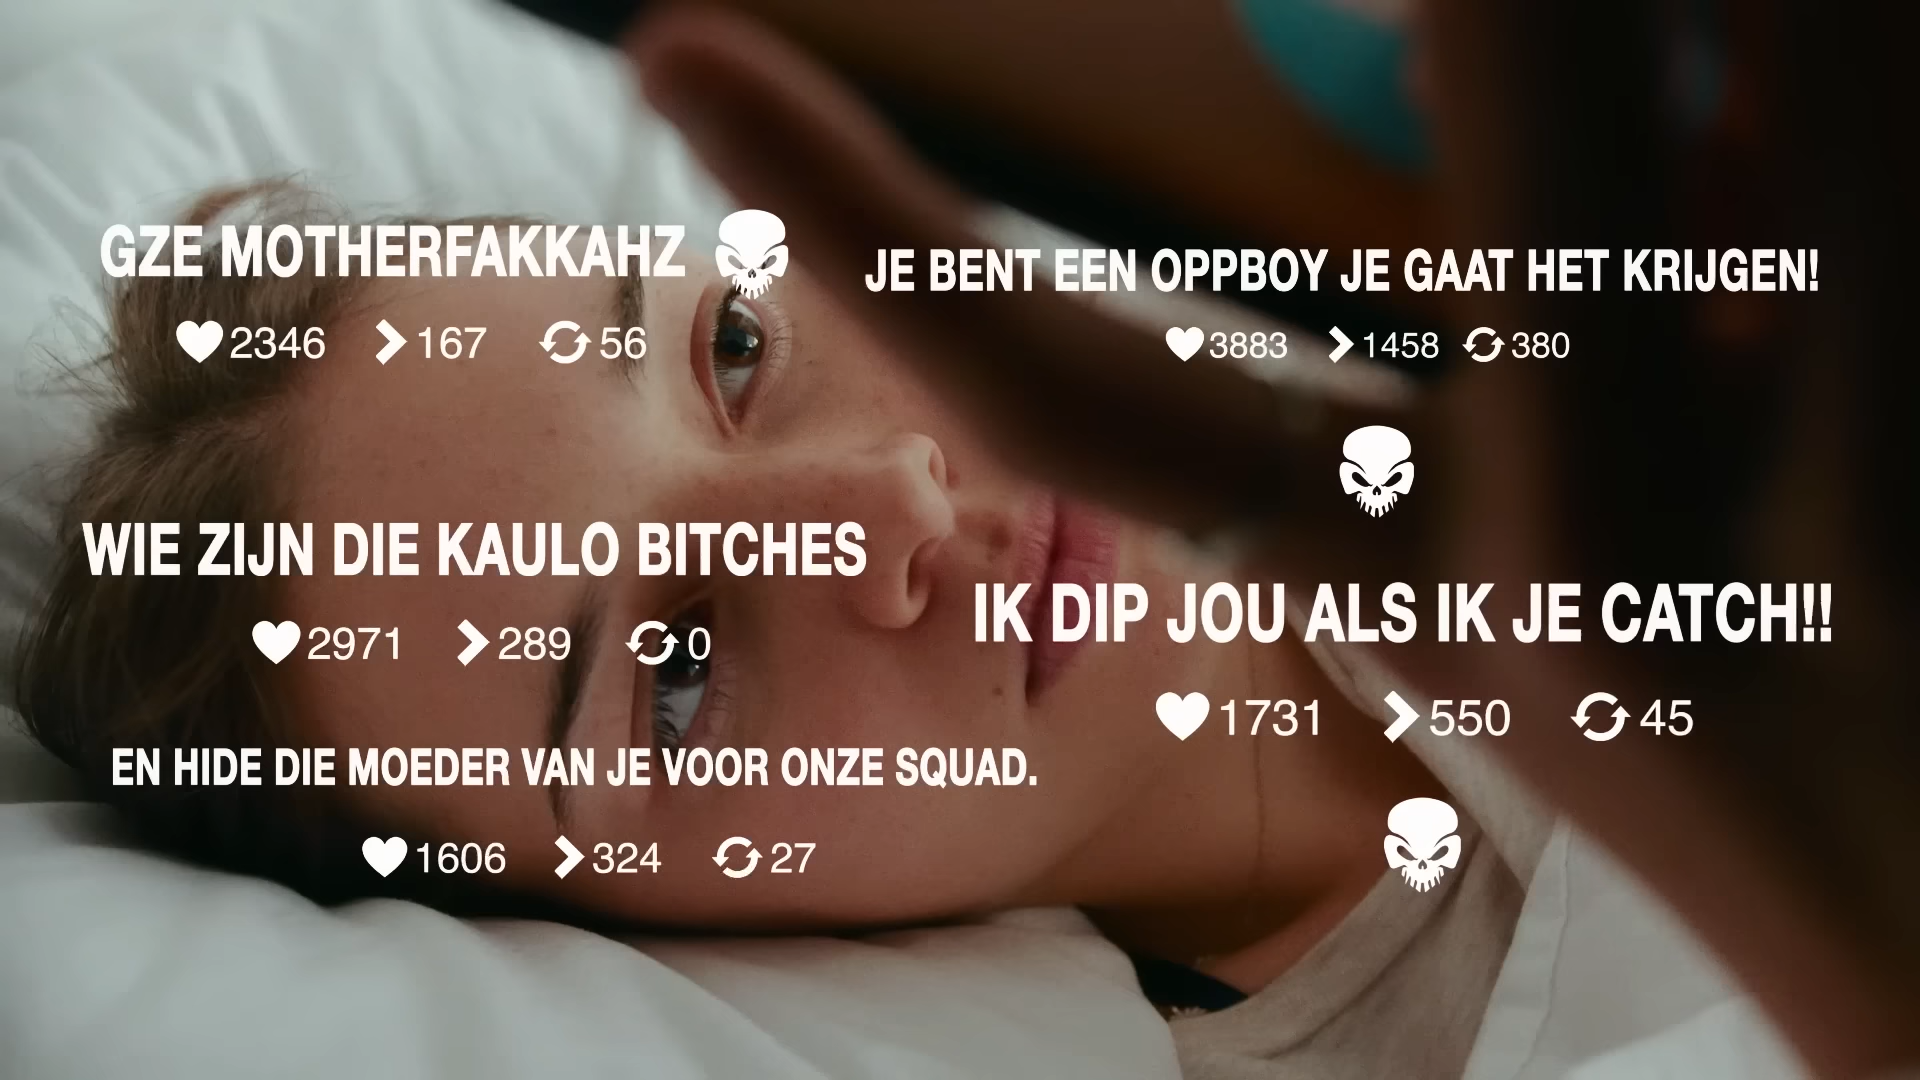 GZE MOTHERFAKKAHZ
2346 167 56
JE BENT EEN OPPBOY JE GAAT HET KRIJGEN!
3883 1458 380
WIE ZIJN DIE KAULO BITCHES
2971 289 0
IK DIP JOU ALS IK JE CATCH!!
1731 550 45
EN HIDE DIE MOEDER VAN JE VOOR ONZE SQUAD.
1606 324 27